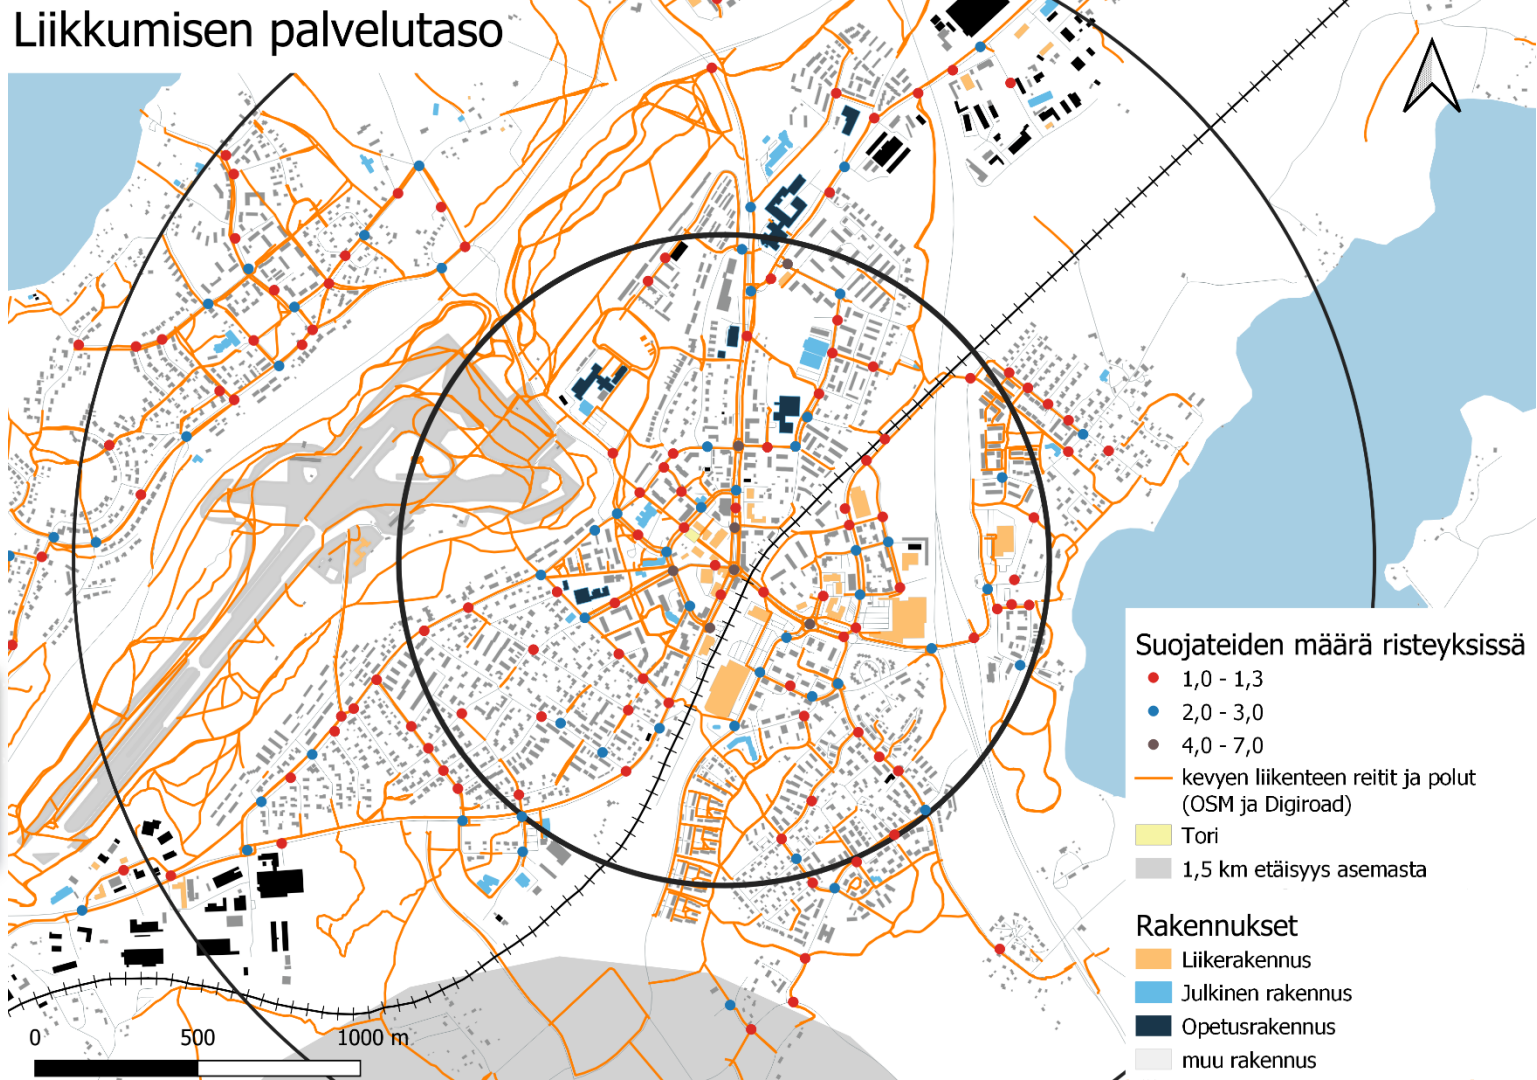 Liikkumisen palvelutaso
Suojateiden määrä risteyksissä
1,0 - 1,3
2,0 - 3,0
4,0 - 7,0
kevyen liikenteen reitit ja polut
(OSM ja Digiroad)
Tori
1,5 km etäisyys asemasta
Rakennukset
Liikerakennus
Julkinen rakennus
Opetusrakennus
muu rakennus
0 500 1000 m